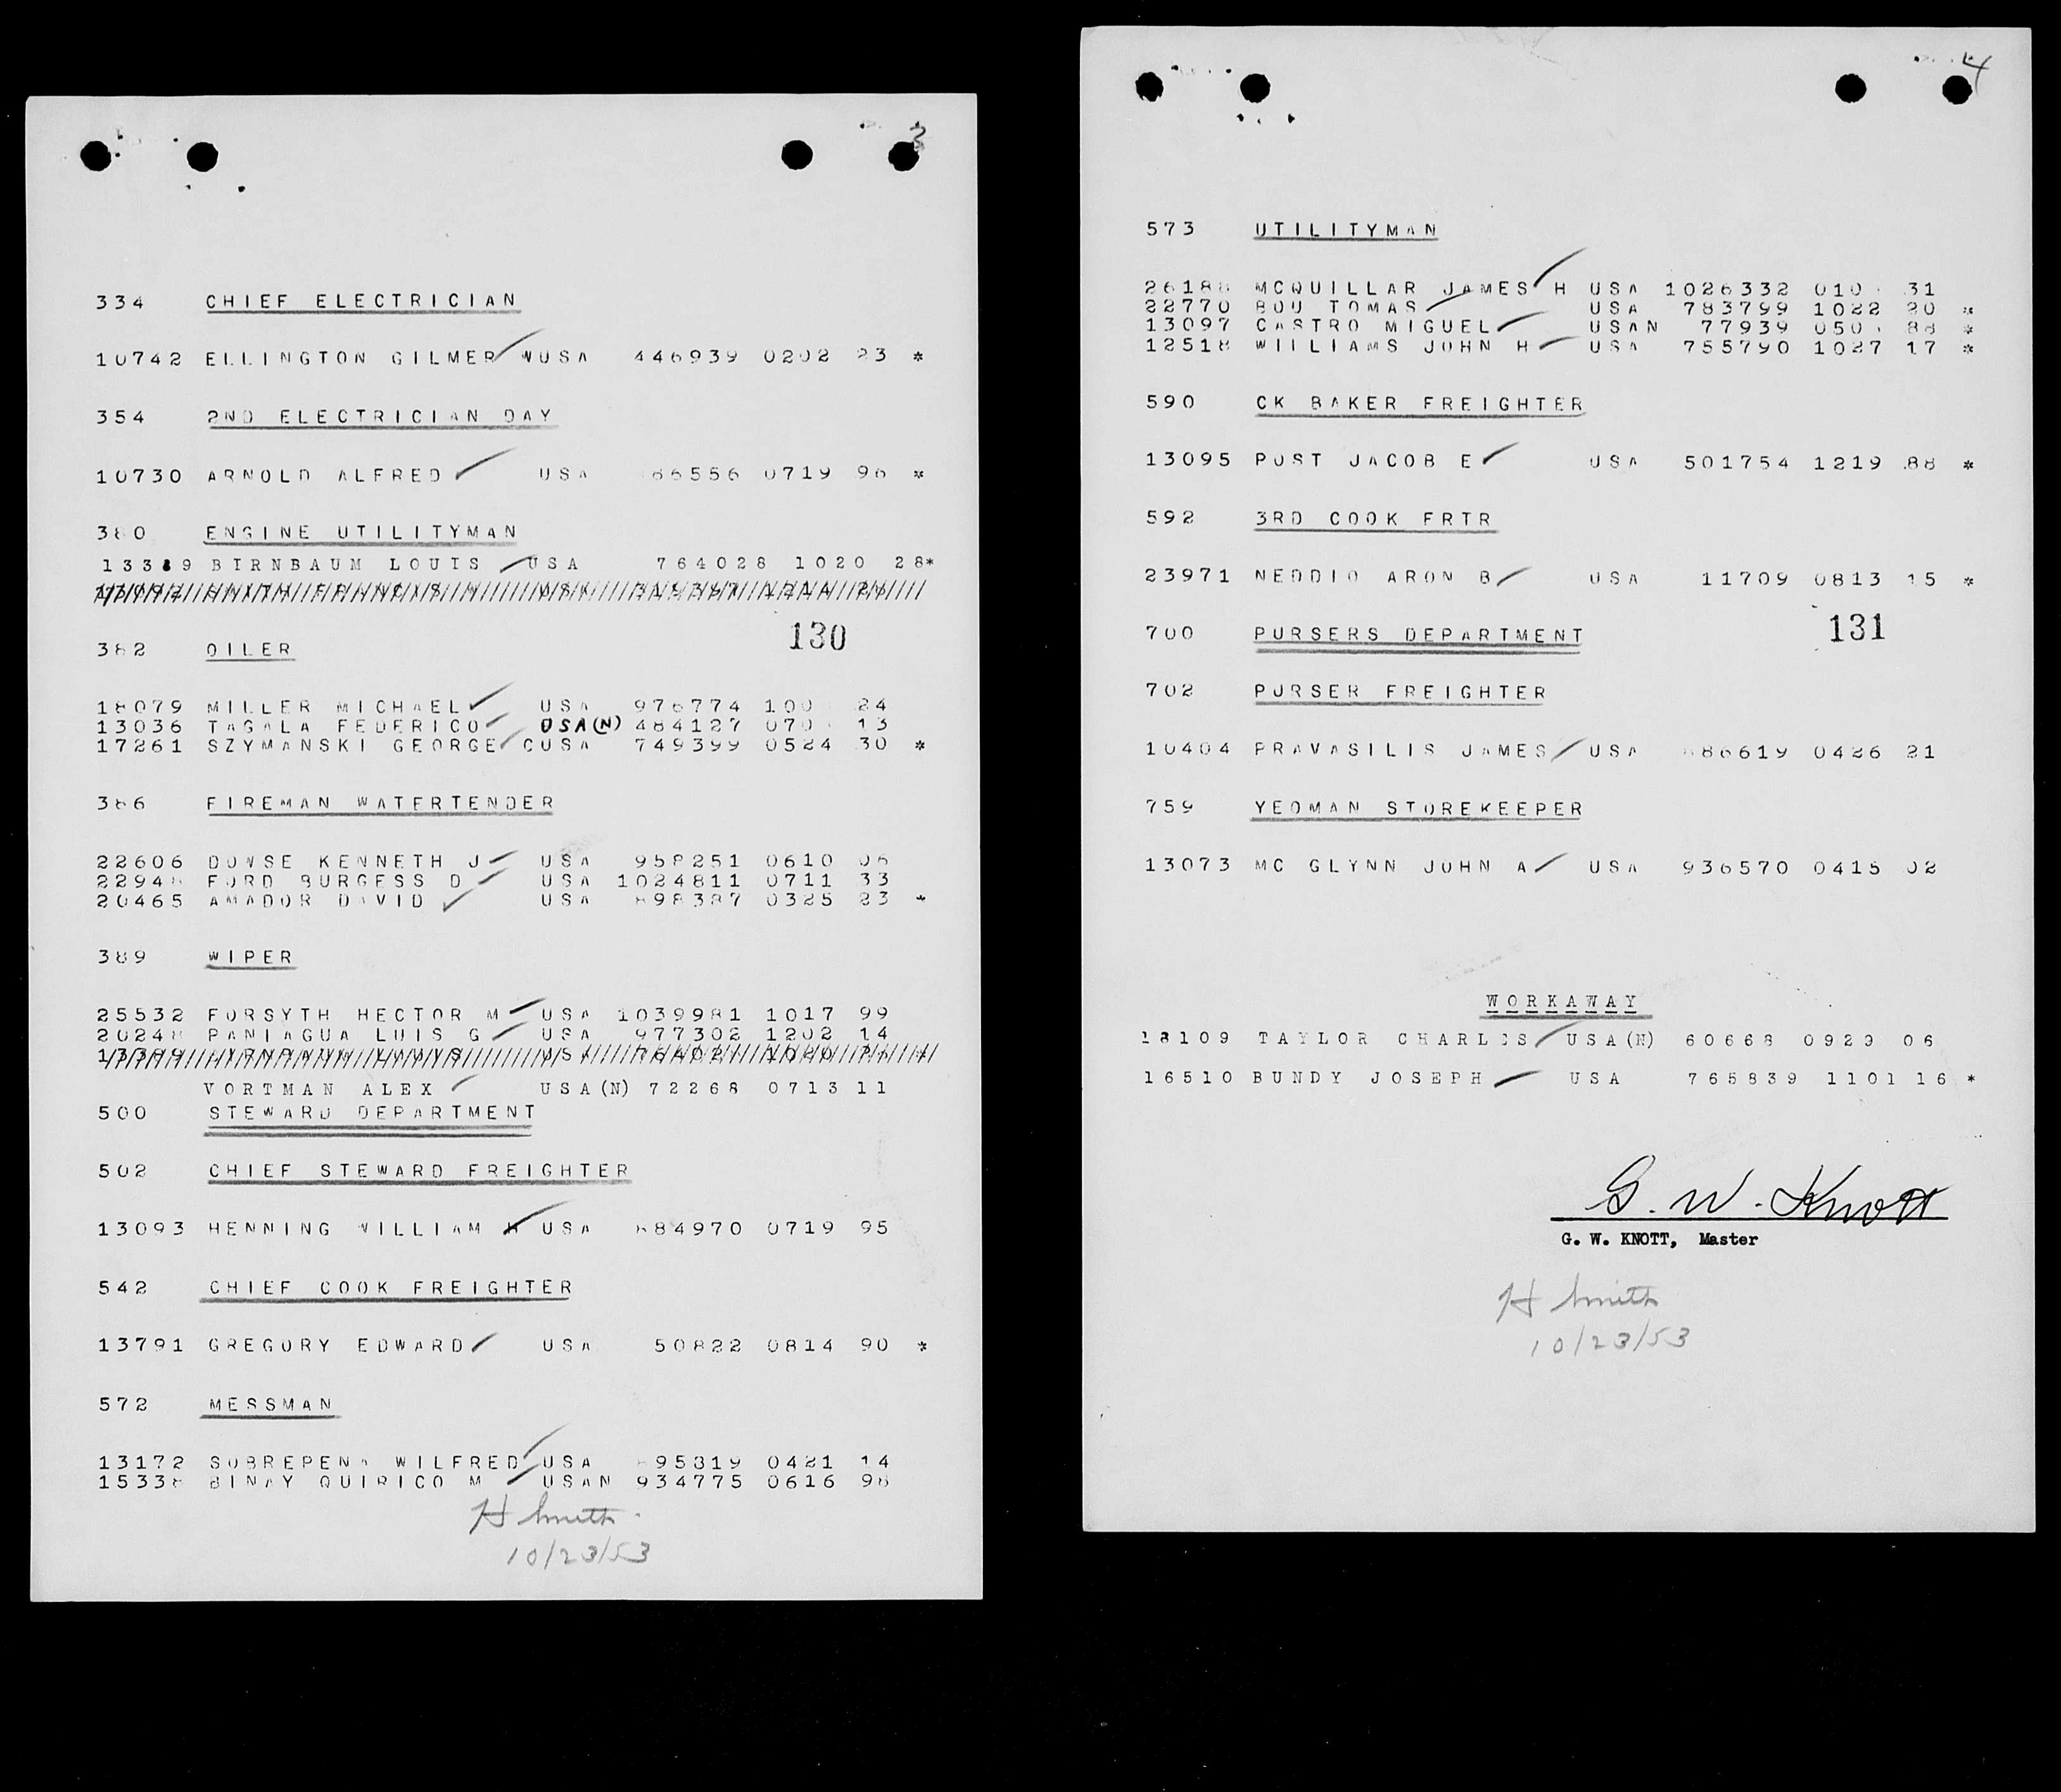 3
334 CHIEF ELECTRICIAN
10742 ELLINGTON GILMER WUSA 446939 0202 23 *
354 2ND ELECTRICIAN DAY
10730 ARNOLD ALFRED USA 86556 0719 96 *
380 ENGINE UTILITYMAN
13389 BIRNBAUM LOUIS USA 764028 1020 28*
130
382 OILER
18079 MILLER MICHAEL USA 976774 100 24
13036 TAGALA FEDERICO USA(N) 484127 070 13
17261 SZYMANSKI GEORGE CUSA 749399 0524 30 *
386 FIREMAN WATERTENDER
22606 DOWSE KENNETH J USA 958251 0610 06
22948 FORD BURGESS D USA 1024811 0711 33
20465 AMADOR DAVID USA 898387 0325 23 *
389 WIPER
25532 FORSYTH HECTOR M USA 1039981 1017 99
20248 PANIAGUA LUIS G USA 977302 1202 14
VORTMAN ALEX USA(N) 72268 0713 11
500 STEWARD DEPARTMENT
502 CHIEF STEWARD FREIGHTER
13093 HENNING WILLIAM H USA 884970 0719 95
542 CHIEF COOK FREIGHTER
13791 GREGORY EDWARD USA 50822 0814 90 *
572 MESSMAN
13172 SOBREPENA WILFRED USA 95819 0421 14
15338 BINAY QUIRICO M USAN 934775 0616 98
H Smith
10/23/53
4
573 UTILITYMAN
26188 MCQUILLAR JAMES H USA 1026332 010 31
22770 BOU TOMAS USA 783799 1022 20 *
13097 CASTRO MIGUEL USAN 77939 050 88 *
12518 WILLIAMS JOHN H USA 755790 1027 17 *
590 CK BAKER FREIGHTER
13095 POST JACOB E USA 501754 1219 88 *
592 3RD COOK FRTR
23971 NEDDIO ARON B USA 11709 0813 15 *
131
700 PURSERS DEPARTMENT
702 PURSER FREIGHTER
10404 PRAVASILIS JAMES USA 886619 0426 21
759 YEOMAN STOREKEEPER
13073 MC GLYNN JOHN A USA 936570 0415 02
WORKAWAY
18109 TAYLOR CHARLES USA(N) 60668 0929 06
16510 BUNDY JOSEPH USA 765839 1101 16 *
G. W. Knott
G. W. KNOTT, Master
H Smith
10/23/53